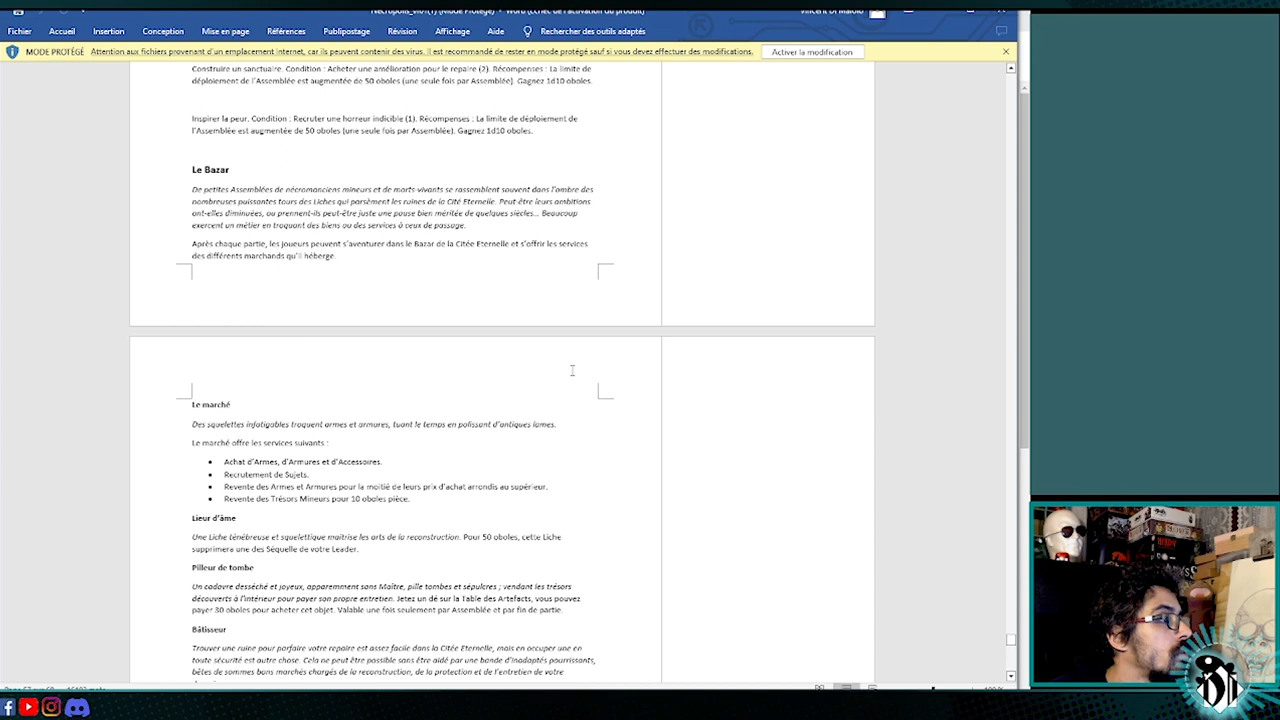 Necropolis_vf01(1) (Mode Protégé) - Word (Échec de l'activation du produit)
Vincent Di Maiolo
Fichier Accueil Insertion Conception Mise en page Références Publipostage Révision Affichage Aide Rechercher des outils adaptés
MODE PROTÉGÉ Attention aux fichiers provenant d'un emplacement Internet, car ils peuvent contenir des virus. Il est recommandé de rester en mode protégé sauf si vous devez effectuer des modifications. Activer la modification
Construire un sanctuaire. Condition : Acheter une amélioration pour le repaire (2). Récompenses : La limite de
déploiement de l'Assemblée est augmentée de 50 oboles (une seule fois par Assemblée). Gagnez 1d10 oboles.
Inspirer la peur. Condition : Recruter une horreur indicible (1). Récompenses : La limite de déploiement de
l'Assemblée est augmentée de 50 oboles (une seule fois par Assemblée). Gagnez 1d10 oboles.
Le Bazar
De petites Assemblées de nécromanciens mineurs et de morts-vivants se rassemblent souvent dans l'ombre des
nombreuses puissantes tours des Liches qui parsèment les ruines de la Cité Eternelle. Peut-être leurs ambitions
ont-elles diminuées, ou prennent-ils peut-être juste une pause bien méritée de quelques siècles... Beaucoup
exercent un métier en troquant des biens ou des services à ceux de passage.
Après chaque partie, les joueurs peuvent s'aventurer dans le Bazar de la Citée Eternelle et s'offrir les services
des différents marchands qu'il héberge.
Le marché
Des squelettes infatigables troquent armes et armures, tuant le temps en polissant d'antiques lames.
Le marché offre les services suivants :
• Achat d'Armes, d'Armures et d'Accessoires.
• Recrutement de Sujets.
• Revente des Armes et Armures pour la moitié de leurs prix d'achat arrondis au supérieur.
• Revente des Trésors Mineurs pour 10 oboles pièce.
Lieur d'âme
Une Liche ténébreuse et squelettique maitrise les arts de la reconstruction. Pour 50 oboles, cette Liche
supprimera une des Séquelle de votre Leader.
Pilleur de tombe
Un cadavre desséché et joyeux, apparemment sans Maître, pille tombes et sépulcres ; vendant les trésors
découverts à l'intérieur pour payer son propre entretien. Jetez un dé sur la Table des Artefacts, vous pouvez
payer 30 oboles pour acheter cet objet. Valable une fois seulement par Assemblée et par fin de partie.
Bâtisseur
Trouver une ruine pour parfaire votre repaire est assez facile dans la Cité Eternelle, mais en occuper une en
toute sécurité est autre chose. Cela ne peut être possible sans être aidé par une bande d'inadaptés pourrissants,
bêtes de sommes bons marchés chargés de la reconstruction, de la protection et de l'entretien de votre